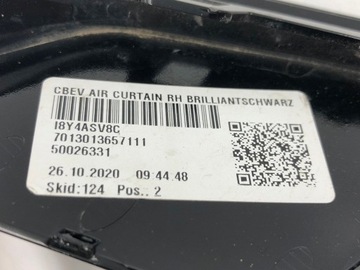 CBEV AIR CURTAIN RH BRILLIANTSCHWARZ
I8Y4ASV8C
7013013657111
50026331
26.10.2020 09:44:48
Skid:124 Pos.: 2